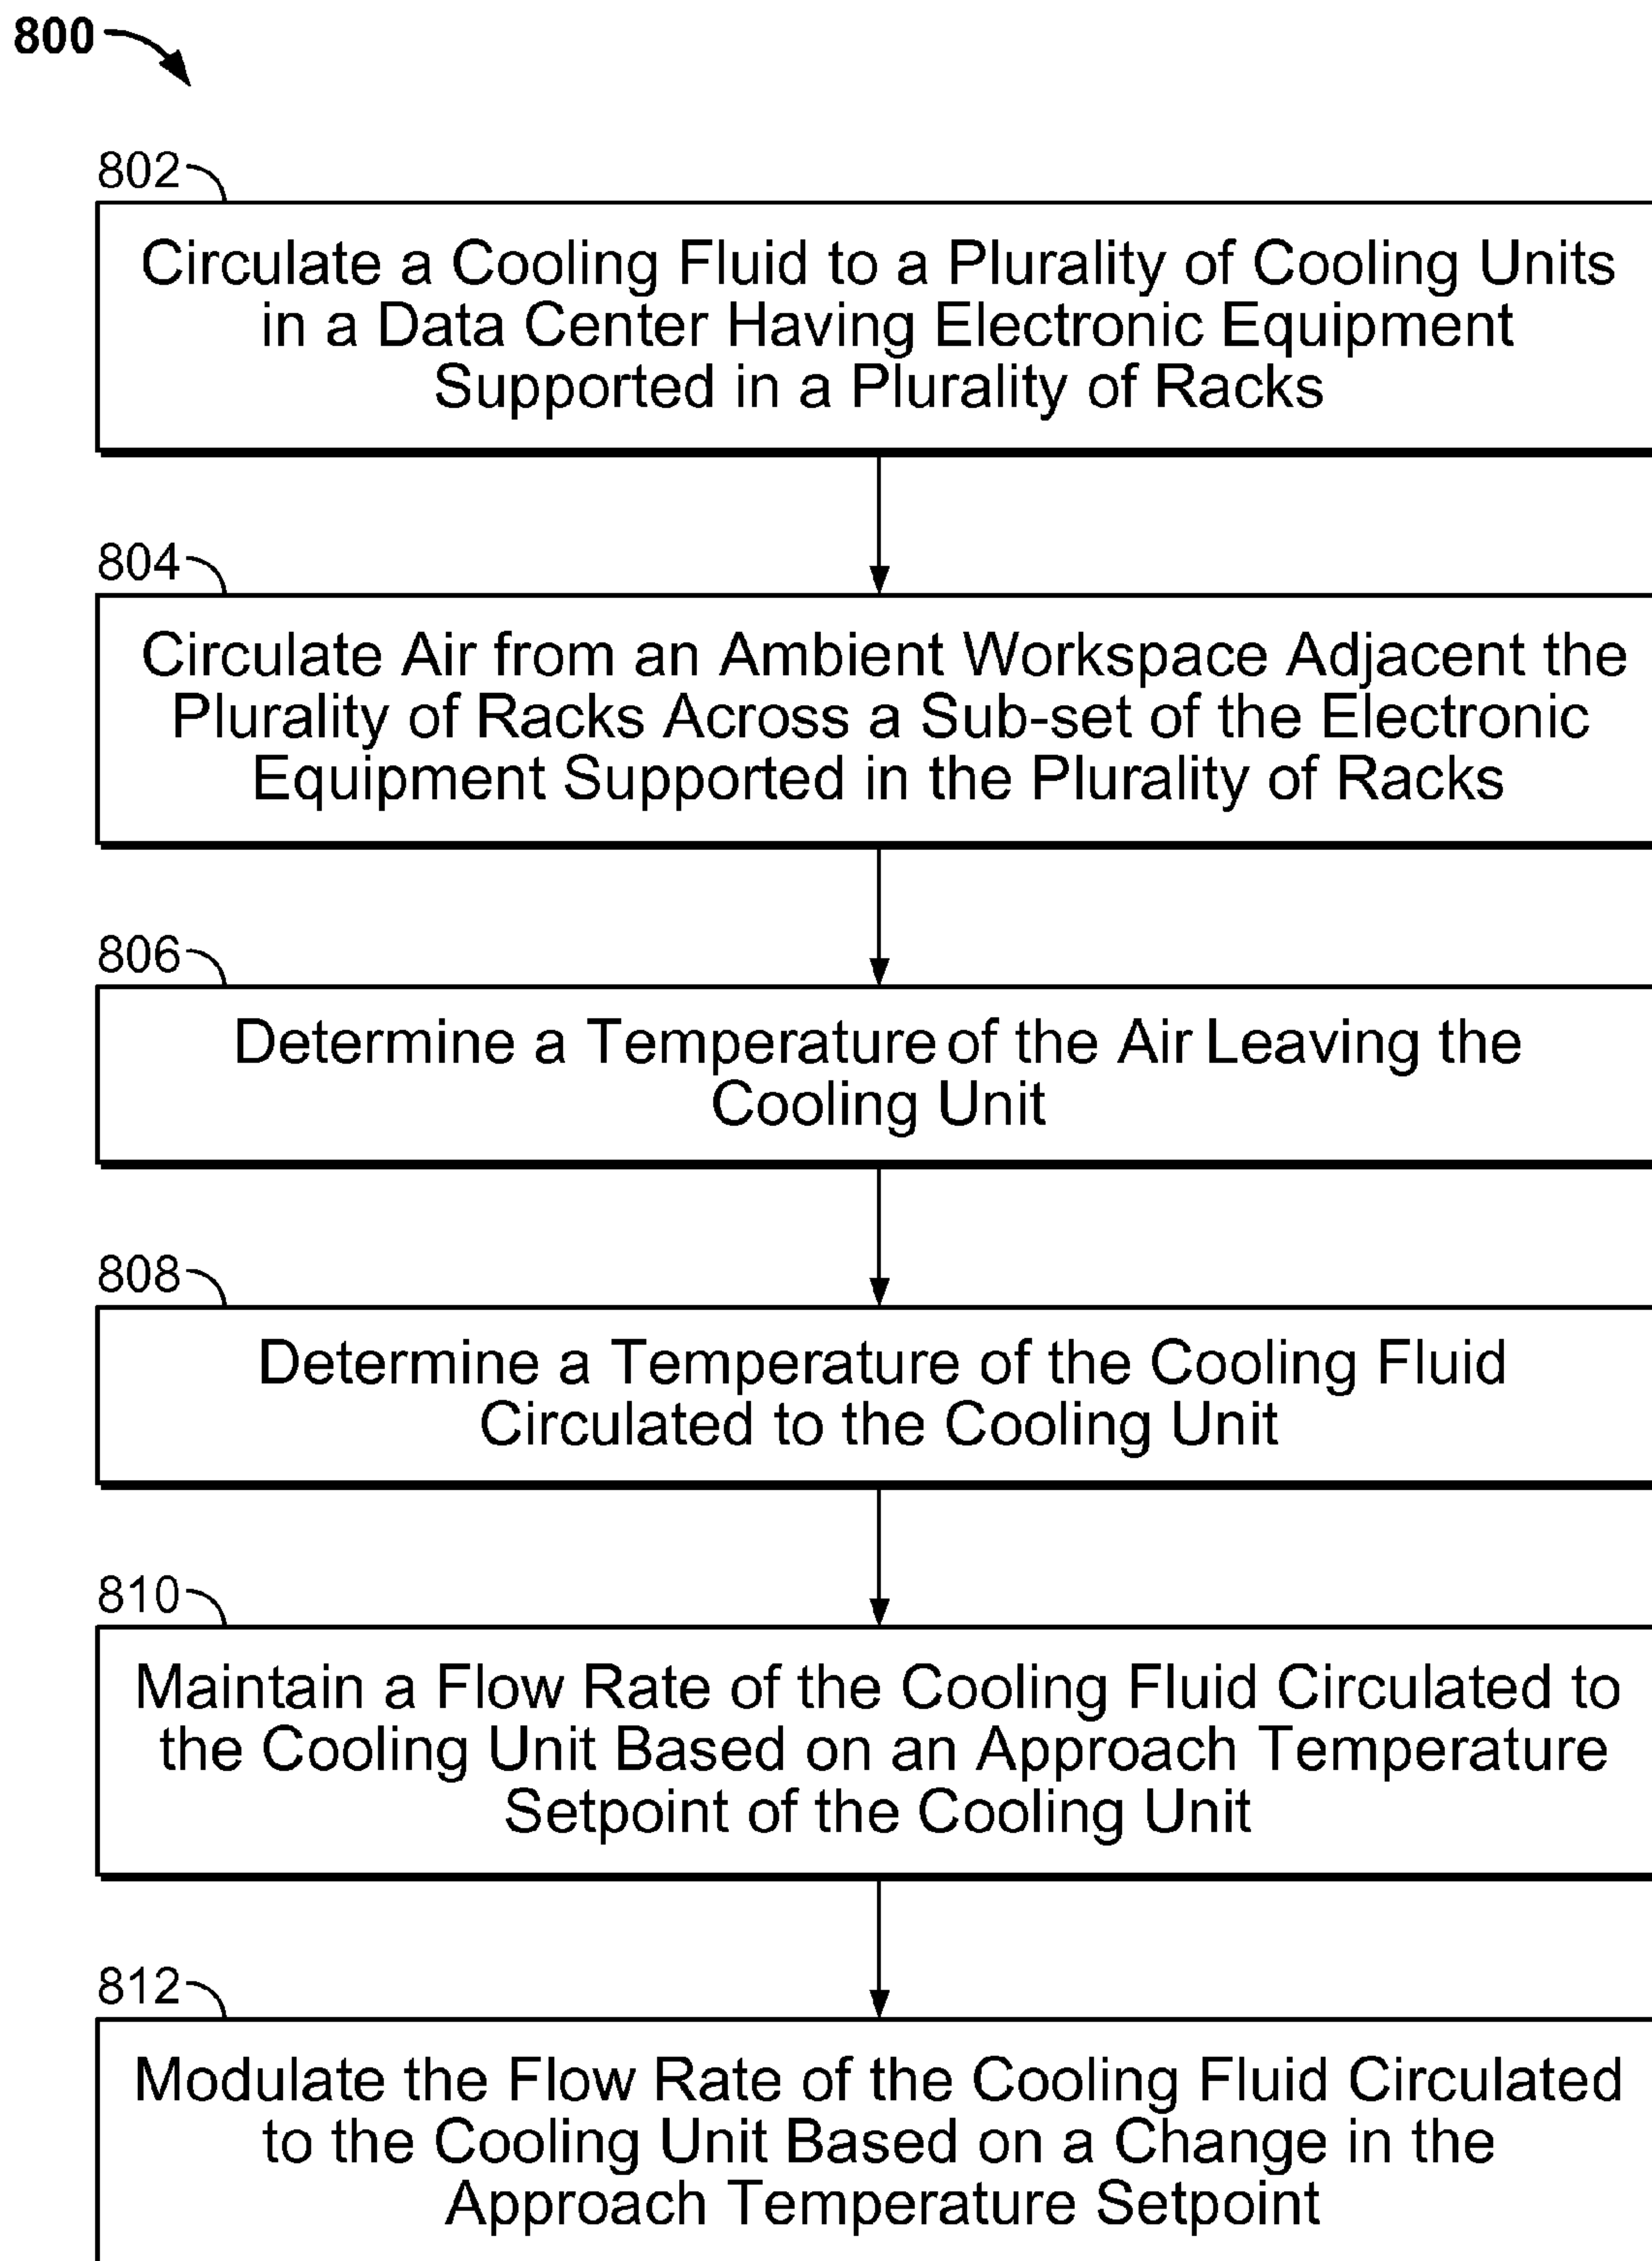 800
802
Circulate a Cooling Fluid to a Plurality of Cooling Units
in a Data Center Having Electronic Equipment
Supported in a Plurality of Racks
804
Circulate Air from an Ambient Workspace Adjacent the
Plurality of Racks Across a Sub-set of the Electronic
Equipment Supported in the Plurality of Racks
806
Determine a Temperature of the Air Leaving the
Cooling Unit
808
Determine a Temperature of the Cooling Fluid
Circulated to the Cooling Unit
810
Maintain a Flow Rate of the Cooling Fluid Circulated to
the Cooling Unit Based on an Approach Temperature
Setpoint of the Cooling Unit
812
Modulate the Flow Rate of the Cooling Fluid Circulated
to the Cooling Unit Based on a Change in the
Approach Temperature Setpoint